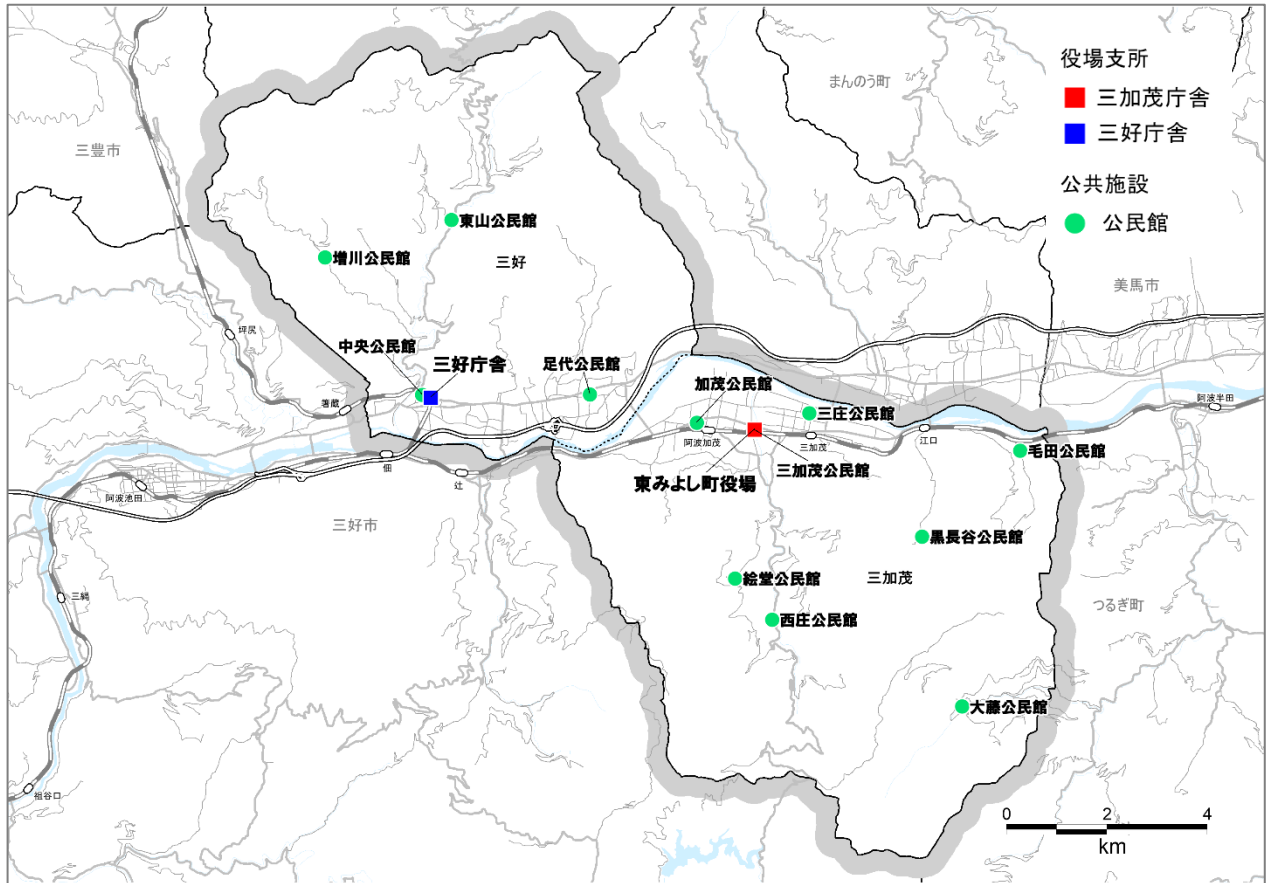 役場支所
まんのう町
三加茂庁舎
三好庁舎
三豊市
公共施設
東山公民館
公民館
増川公民館
三好
美馬市
坪尻
中央公民館
三好庁舎
足代公民館
加茂公民館
箸蔵
三庄公民館
阿波半田
阿波加茂
三加茂
江口
毛田公民館
佃
辻
三加茂公民館
東みよし町役場
阿波池田
三好市
黒長谷公民館
絵堂公民館
三加茂
三縄
つるぎ町
西庄公民館
大藤公民館
祖谷口
0 2 4
km